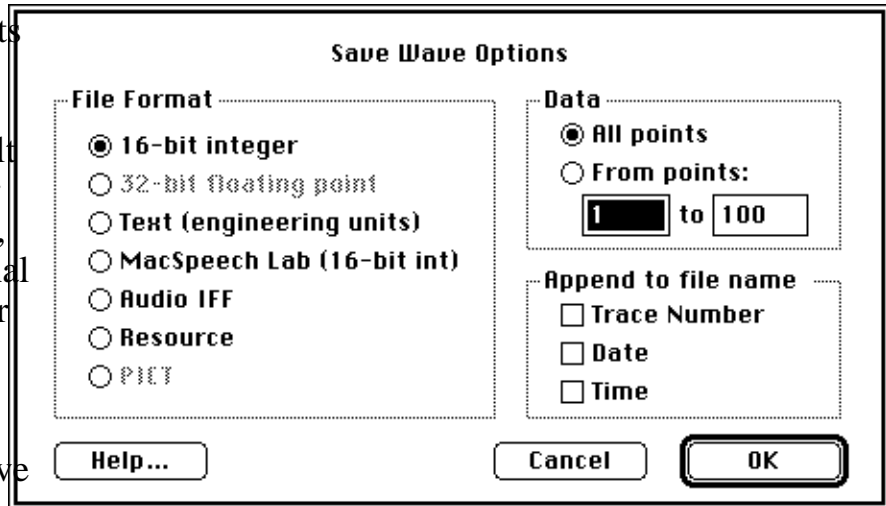 Save Wave Options
File Format
16-bit integer
32-bit floating point
Text (engineering units)
MacSpeech Lab (16-bit int)
Audio IFF
Resource
PICT
Data
All points
From points:
1 to 100
Append to file name
Trace Number
Date
Time
Help...
Cancel
OK